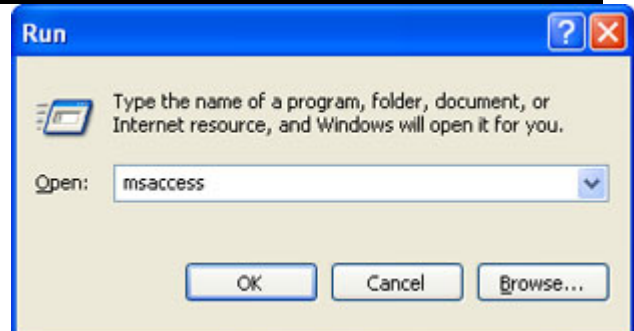 Run
Type the name of a program, folder, document, or
Internet resource, and Windows will open it for you.
Open: msaccess
OK Cancel Browse...